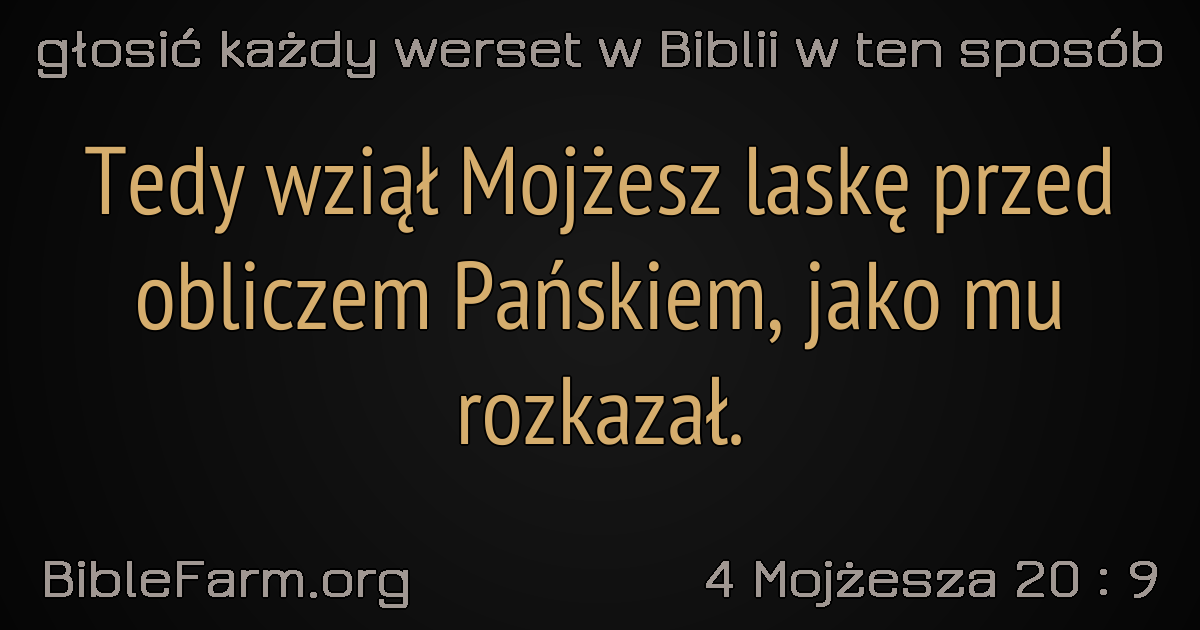 głosić każdy werset w Biblii w ten sposób
Tedy wziął Mojżesz laskę przed
obliczem Pańskiem, jako mu
rozkazał.
BibleFarm.org
4 Mojżesza 20 : 9